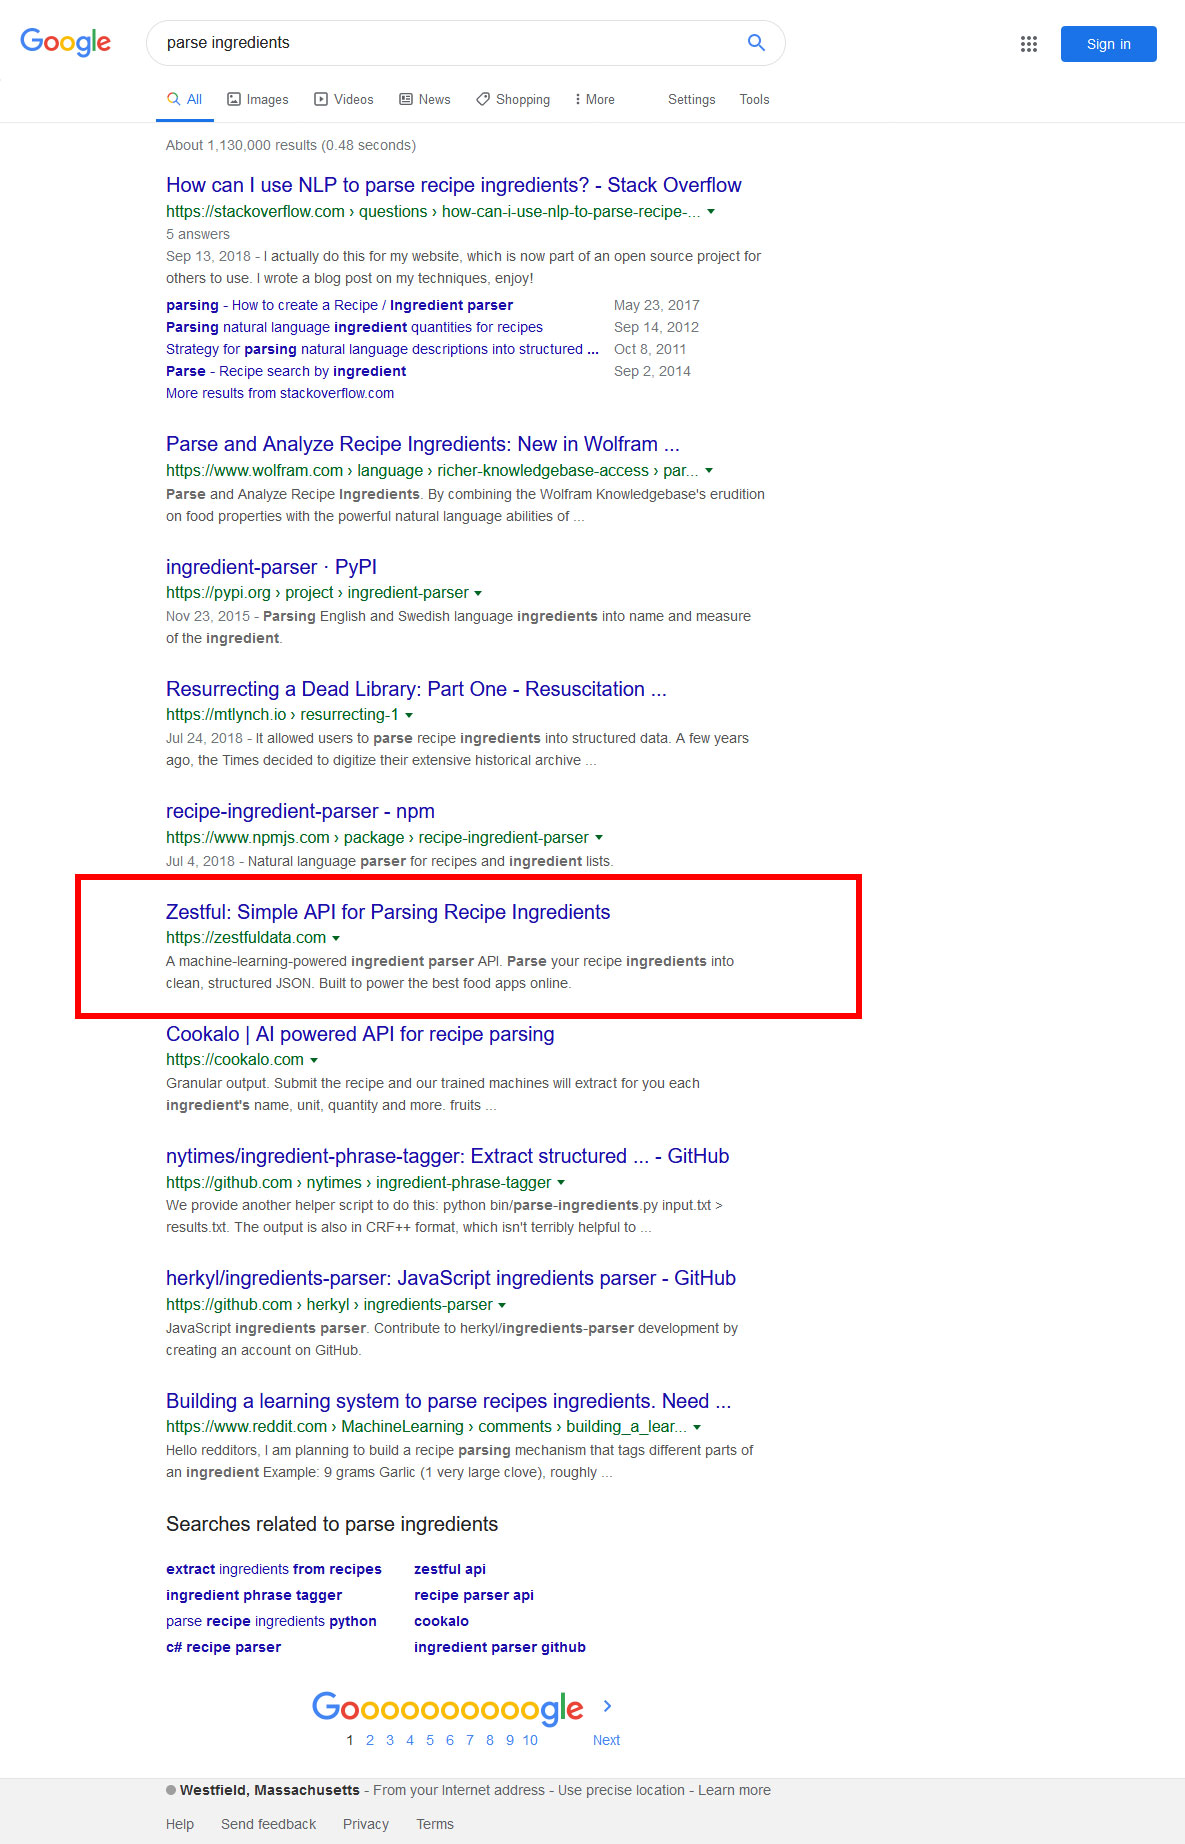 Google
parse ingredients
Sign in
All Images Videos News Shopping More Settings Tools
About 1,130,000 results (0.48 seconds)
How can I use NLP to parse recipe ingredients? - Stack Overflow
https://stackoverflow.com › questions › how-can-i-use-nlp-to-parse-recipe-...
5 answers
Sep 13, 2018 - I actually do this for my website, which is now part of an open source project for
others to use. I wrote a blog post on my techniques, enjoy!
parsing - How to create a Recipe / Ingredient parser May 23, 2017
Parsing natural language ingredient quantities for recipes Sep 14, 2012
Strategy for parsing natural language descriptions into structured ... Oct 8, 2011
Parse - Recipe search by ingredient Sep 2, 2014
More results from stackoverflow.com
Parse and Analyze Recipe Ingredients: New in Wolfram ...
https://www.wolfram.com › language › richer-knowledgebase-access › par...
Parse and Analyze Recipe Ingredients. By combining the Wolfram Knowledgebase's erudition
on food properties with the powerful natural language abilities of ...
ingredient-parser · PyPI
https://pypi.org › project › ingredient-parser
Nov 23, 2015 - Parsing English and Swedish language ingredients into name and measure
of the ingredient.
Resurrecting a Dead Library: Part One - Resuscitation ...
https://mtlynch.io › resurrecting-1
Jul 24, 2018 - It allowed users to parse recipe ingredients into structured data. A few years
ago, the Times decided to digitize their extensive historical archive ...
recipe-ingredient-parser - npm
https://www.npmjs.com › package › recipe-ingredient-parser
Jul 4, 2018 - Natural language parser for recipes and ingredient lists.
Zestful: Simple API for Parsing Recipe Ingredients
https://zestfuldata.com
A machine-learning-powered ingredient parser API. Parse your recipe ingredients into
clean, structured JSON. Built to power the best food apps online.
Cookalo | AI powered API for recipe parsing
https://cookalo.com
Granular output. Submit the recipe and our trained machines will extract for you each
ingredient's name, unit, quantity and more. fruits ...
nytimes/ingredient-phrase-tagger: Extract structured ... - GitHub
https://github.com › nytimes › ingredient-phrase-tagger
We provide another helper script to do this: python bin/parse-ingredients.py input.txt >
results.txt. The output is also in CRF++ format, which isn't terribly helpful to ...
herkyl/ingredients-parser: JavaScript ingredients parser - GitHub
https://github.com › herkyl › ingredients-parser
JavaScript ingredients parser. Contribute to herkyl/ingredients-parser development by
creating an account on GitHub.
Building a learning system to parse recipes ingredients. Need ...
https://www.reddit.com › MachineLearning › comments › building_a_lear...
Hello redditors, I am planning to build a recipe parsing mechanism that tags different parts of
an ingredient Example: 9 grams Garlic (1 very large clove), roughly ...
Searches related to parse ingredients
extract ingredients from recipes zestful api
ingredient phrase tagger recipe parser api
parse recipe ingredients python cookalo
c# recipe parser ingredient parser github
Goooooooooogle
1 2 3 4 5 6 7 8 9 10 Next
Westfield, Massachusetts - From your Internet address - Use precise location - Learn more
Help Send feedback Privacy Terms